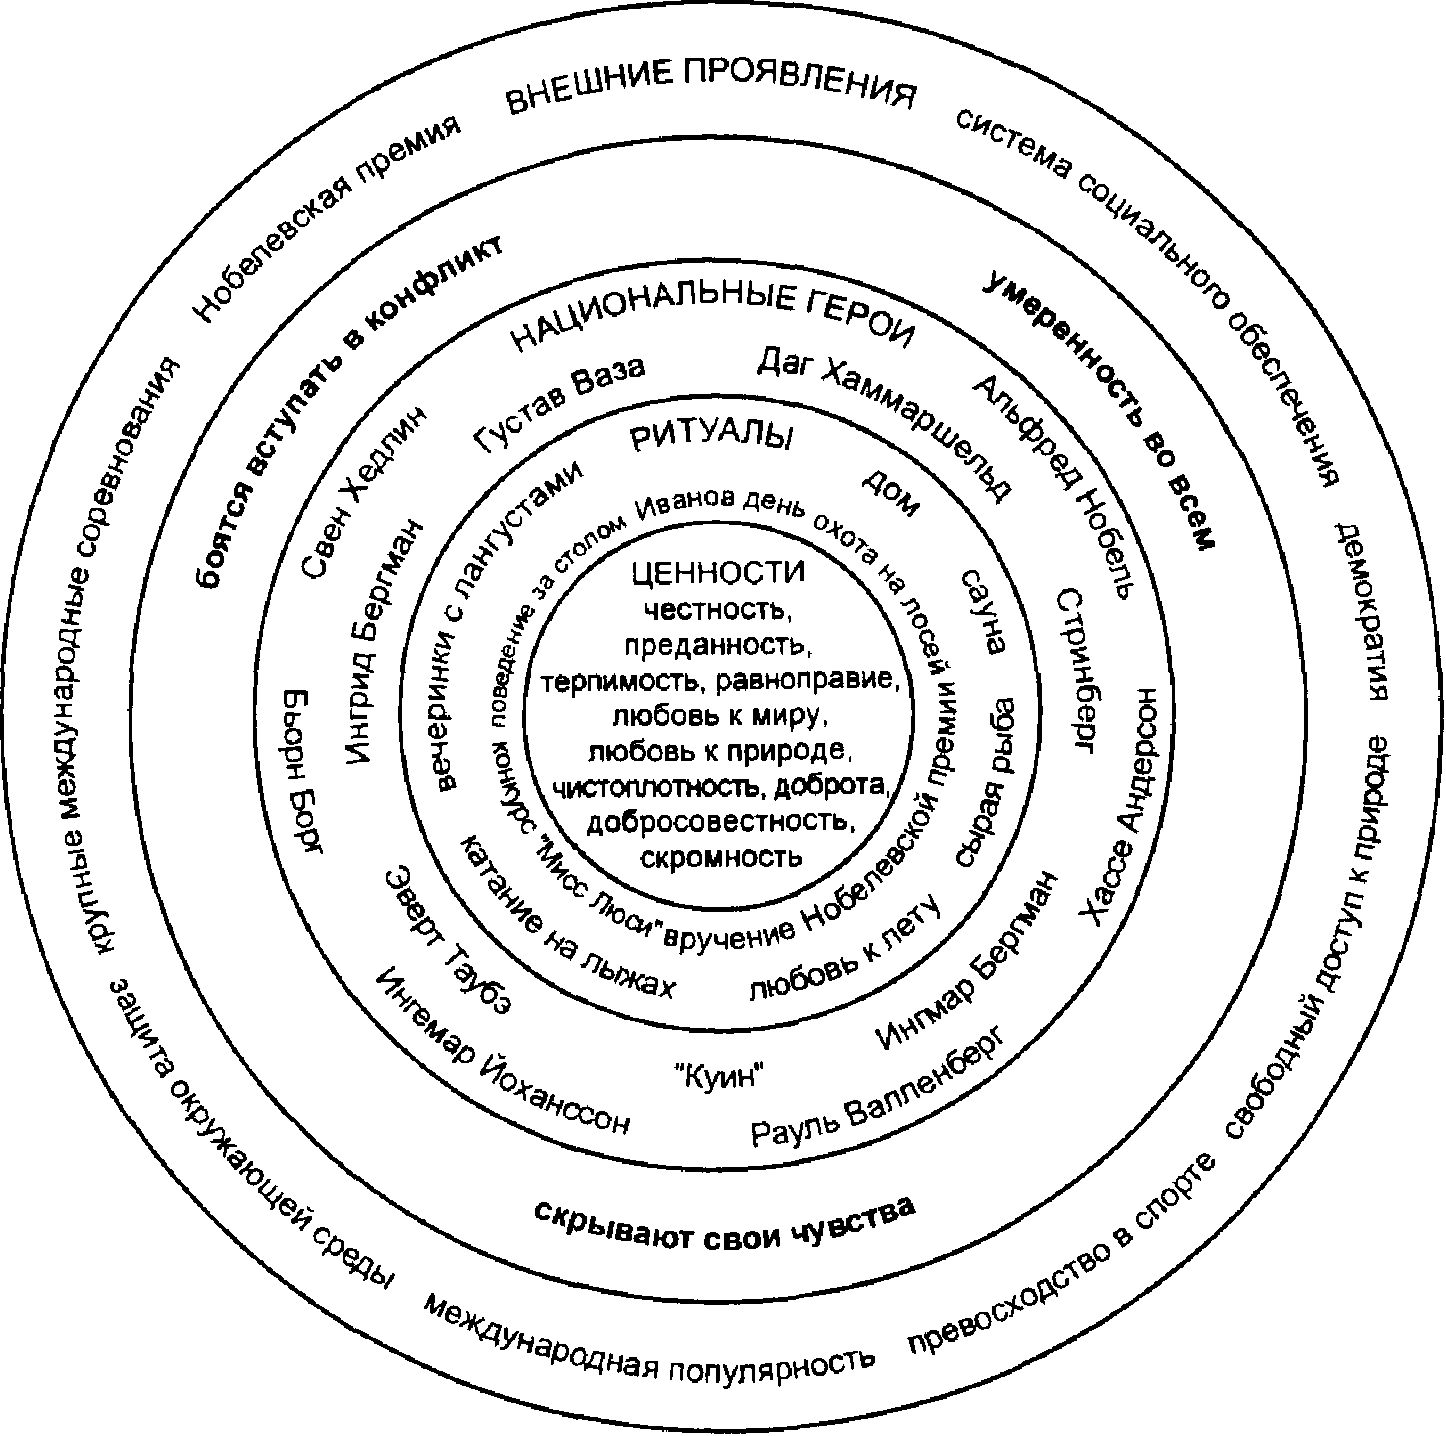 ВНЕШНИЕ ПРОЯВЛЕНИЯ
система социального обеспечения
демократия
свободный доступ к природе
превосходство в спорте
международная популярность
защита окружающей среды
крупные международные соревнования
Нобелевская премия
боятся вступать в конфликт
умеренность во всем
скрывают свои чувства
НАЦИОНАЛЬНЫЕ ГЕРОИ
Густав Ваза
Даг Хаммаршельд
Альфред Нобель
Стринберг
Хассе Андерсон
Ингмар Бергман
Рауль Валленберг
"Куин"
Ингемар Йоханссон
Эверт Таубэ
Бьорн Борг
Ингрид Бергман
Свен Хедлин
РИТУАЛЫ
дом
сауна
сырая рыба
любовь к лету
катание на лыжах
вечеринки с лангустами
Иванов день
охота на лосей
вручение Нобелевской премии
конкурс "Мисс Люси"
поведение за столом
ЦЕННОСТИ
честность,
преданность,
терпимость, равноправие,
любовь к миру,
любовь к природе,
чистоплотность, доброта,
добросовестность,
скромность